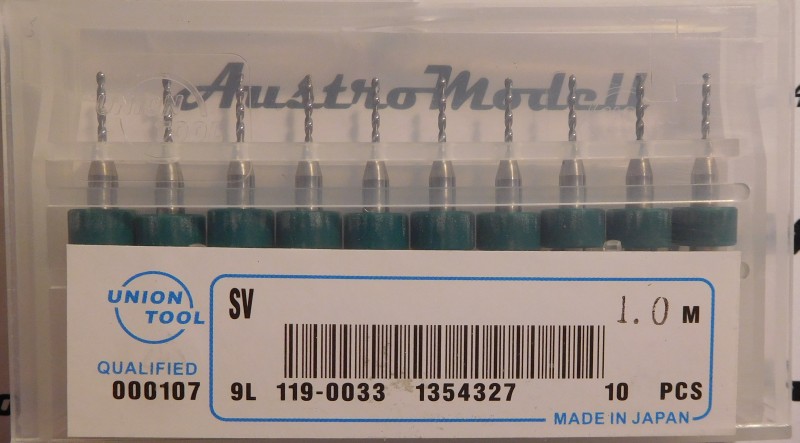 AustroModell
UNION
TOOL
SV
1.0 M
QUALIFIED
000107
9L 119-0033 1354327 10 PCS
MADE IN JAPAN